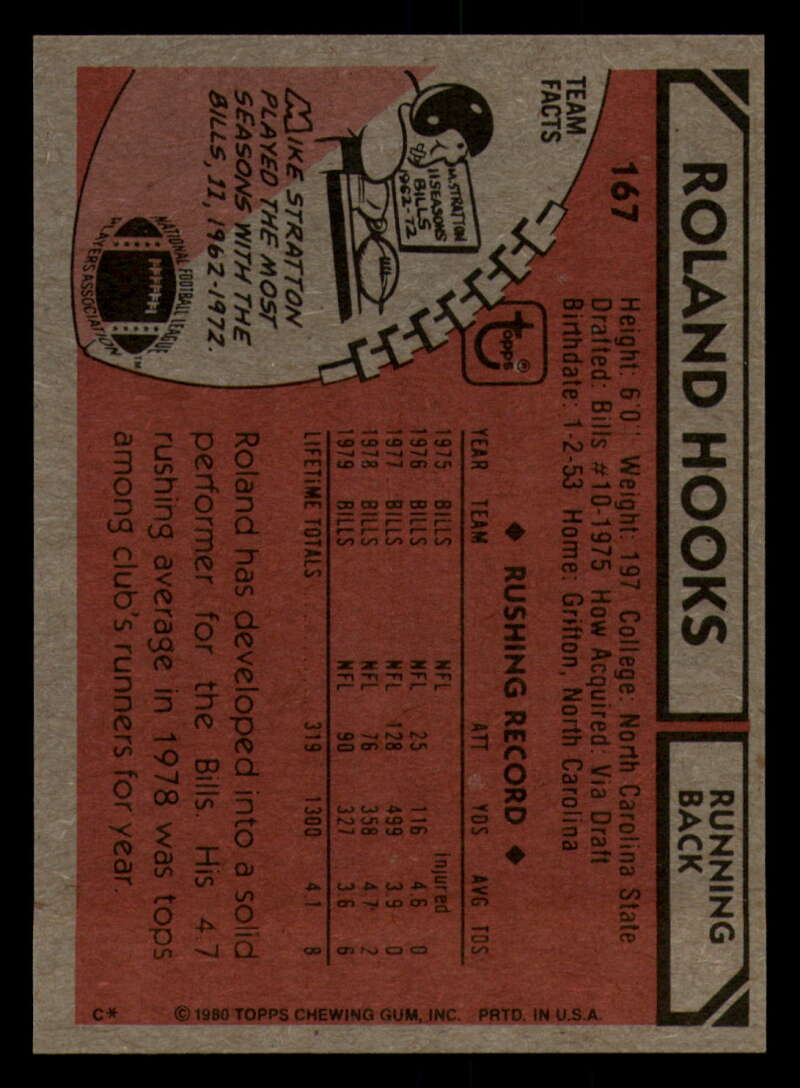 ROLAND HOOKS
RUNNING
BACK
167
Height: 6'0" Weight: 197 College: North Carolina State
Drafted: Bills #10-1975 How Acquired: Via Draft
Birthdate: 1-2-53 Home: Grifton, North Carolina
TEAM
FACTS
M. STRATTON
11 SEASONS
BILLS
1962-72
MIKE STRATTON
PLAYED THE MOST
SEASONS WITH THE
BILLS, 11, 1962-1972.
NATIONAL FOOTBALL LEAGUE
PLAYERS ASSOCIATION
TM
Topps®
◆ RUSHING RECORD ◆
YEAR TEAM ATT YDS AVG TDS
1975 BILLS NFL Injured
1976 BILLS NFL 25 116 4.6 0
1977 BILLS NFL 128 499 3.9 0
1978 BILLS NFL 76 358 4.7 2
1979 BILLS NFL 90 327 3.6 6
LIFETIME TOTALS 319 1300 4.1 8
Roland has developed into a solid
performer for the Bills. His 4.7
rushing average in 1978 was tops
among club's runners for year.
C* © 1980 TOPPS CHEWING GUM, INC. PRTD. IN U.S.A.